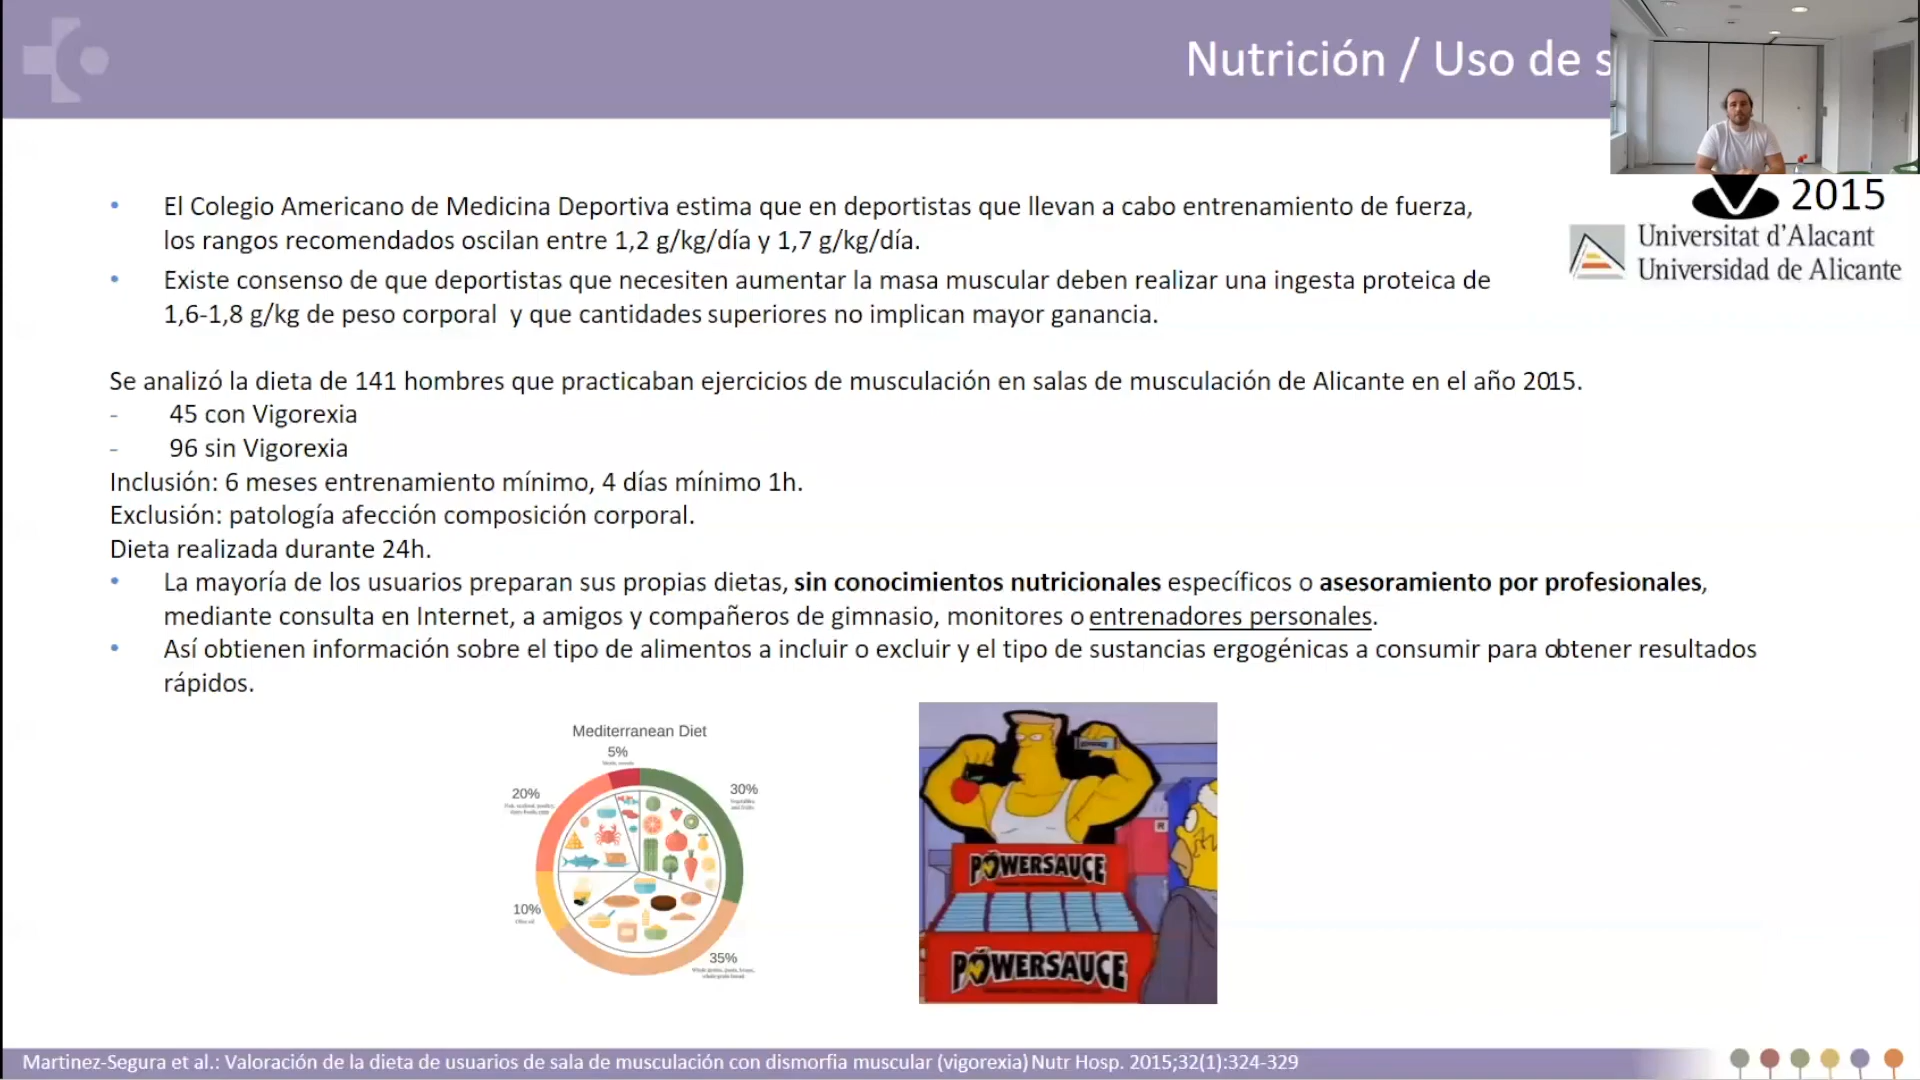 Nutrición / Uso de s
El Colegio Americano de Medicina Deportiva estima que en deportistas que llevan a cabo entrenamiento de fuerza,
los rangos recomendados oscilan entre 1,2 g/kg/día y 1,7 g/kg/día.
Existe consenso de que deportistas que necesiten aumentar la masa muscular deben realizar una ingesta proteica de
1,6-1,8 g/kg de peso corporal y que cantidades superiores no implican mayor ganancia.
2015
Universitat d'Alacant
Universidad de Alicante
Se analizó la dieta de 141 hombres que practicaban ejercicios de musculación en salas de musculación de Alicante en el año 2015.
- 45 con Vigorexia
- 96 sin Vigorexia
Inclusión: 6 meses entrenamiento mínimo, 4 días mínimo 1h.
Exclusión: patología afección composición corporal.
Dieta realizada durante 24h.
La mayoría de los usuarios preparan sus propias dietas, sin conocimientos nutricionales específicos o asesoramiento por profesionales,
mediante consulta en Internet, a amigos y compañeros de gimnasio, monitores o entrenadores personales.
Así obtienen información sobre el tipo de alimentos a incluir o excluir y el tipo de sustancias ergogénicas a consumir para obtener resultados
rápidos.
Mediterranean Diet
5%
20%
30%
Vegetables
and fruits
10%
Olive oil
35%
POWERSAUCE
POWERSAUCE
Martinez-Segura et al.: Valoración de la dieta de usuarios de sala de musculación con dismorfia muscular (vigorexia) Nutr Hosp. 2015;32(1):324-329